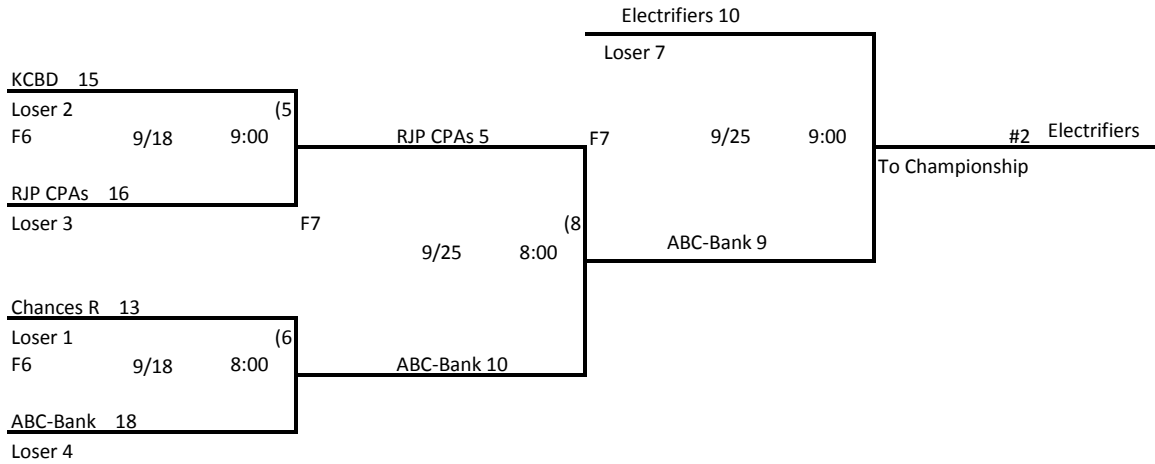 Electrifiers 10
Loser 7
KCBD 15
Loser 2 (5
F6 9/18 9:00 RJP CPAs 5 F7 9/25 9:00 #2 Electrifiers
To Championship
RJP CPAs 16
Loser 3 F7 (8
9/25 8:00 ABC-Bank 9
Chances R 13
Loser 1 (6
F6 9/18 8:00 ABC-Bank 10
ABC-Bank 18
Loser 4